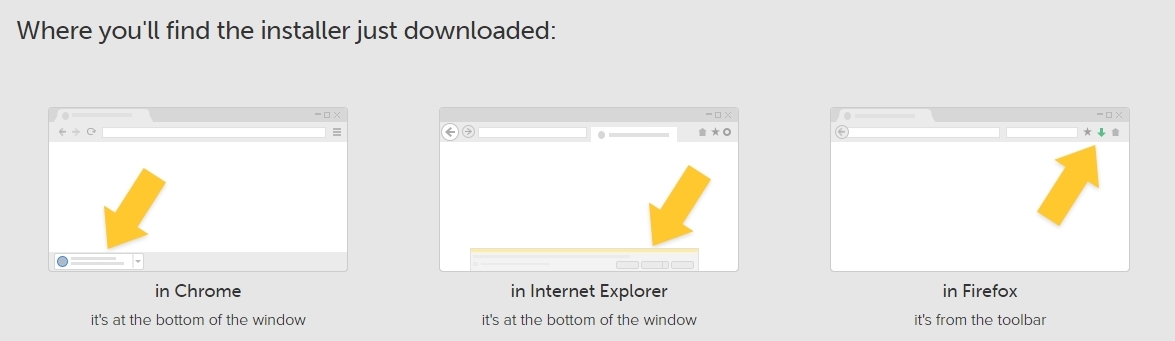 Where you'll find the installer just downloaded:
in Chrome
it's at the bottom of the window
in Internet Explorer
it's at the bottom of the window
in Firefox
it's from the toolbar